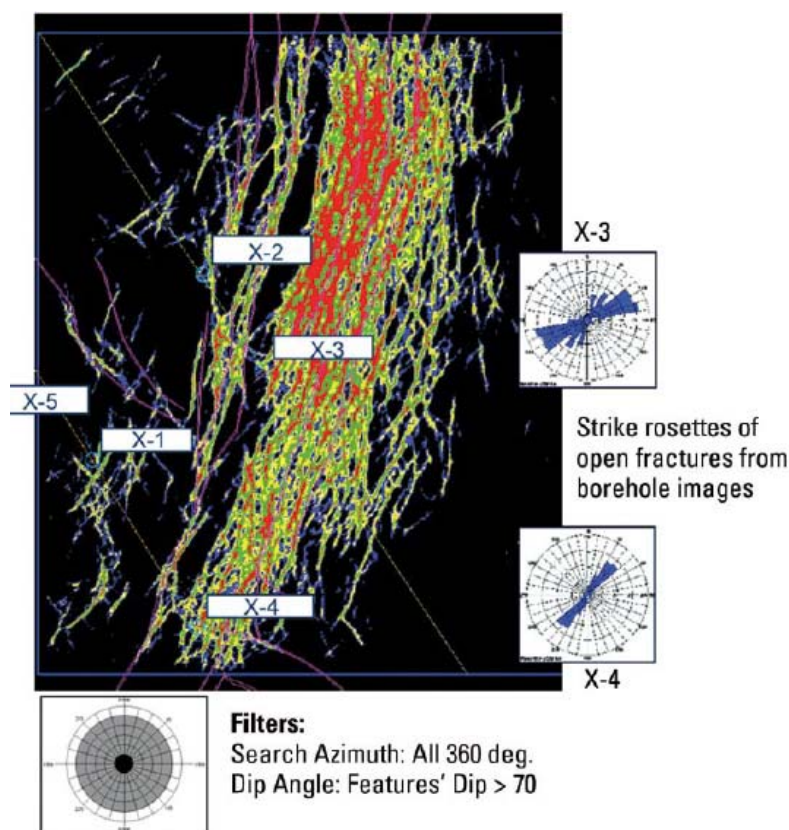 X-2
X-3
X-5
X-1
X-4
X-3
Strike rosettes of
open fractures from
borehole images
X-4
Filters:
Search Azimuth: All 360 deg.
Dip Angle: Features' Dip > 70